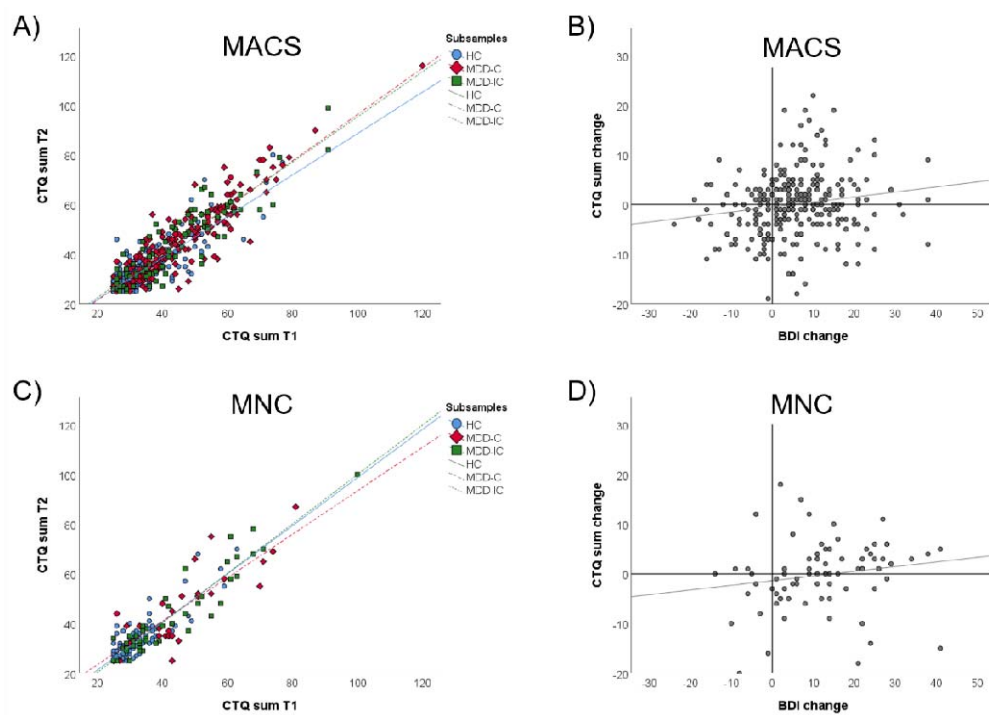 A)
MACS
CTQ sum T2
120
100
80
60
40
20
20 40 60 80 100 120
CTQ sum T1
Subsamples
HC
MDD-C
MDD-IC
HC
MDD-C
MDD-IC
B)
MACS
CTQ sum change
30
20
10
0
-10
-20
-30 -20 -10 0 10 20 30 40 50
BDI change
C)
MNC
CTQ sum T2
120
100
80
60
40
20
20 40 60 80 100 120
CTQ sum T1
Subsamples
HC
MDD-C
MDD-IC
HC
MDD-C
MDD-IC
D)
MNC
CTQ sum change
30
20
10
0
-10
-20
-30 -20 -10 0 10 20 30 40 50
BDI change